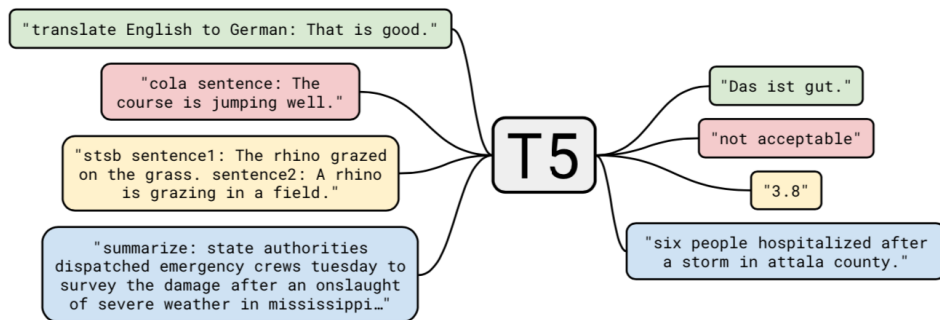 "translate English to German: That is good."
"cola sentence: The
course is jumping well."
"stsb sentence1: The rhino grazed
on the grass. sentence2: A rhino
is grazing in a field."
"summarize: state authorities
dispatched emergency crews tuesday to
survey the damage after an onslaught
of severe weather in mississippi…"
T5
"Das ist gut."
"not acceptable"
"3.8"
"six people hospitalized after
a storm in attala county."